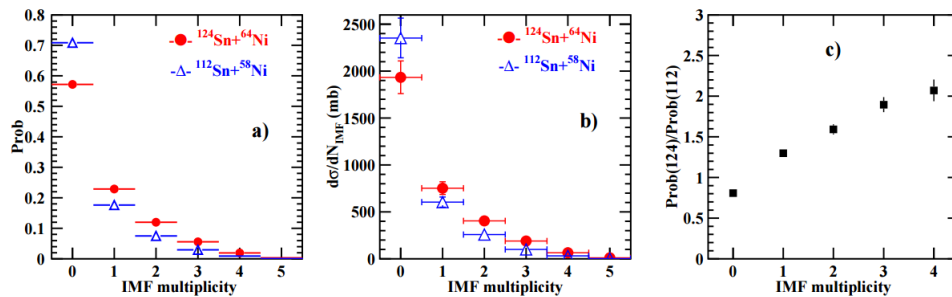 0.8
0.7
0.6
0.5
0.4
0.3
0.2
0.1
0
Prob
-●- ¹²⁴Sn+⁶⁴Ni
-△- ¹¹²Sn+⁵⁸Ni
a)
0 1 2 3 4 5
IMF multiplicity
2500
2000
1500
1000
500
0
dσ/dN_IMF (mb)
-●- ¹²⁴Sn+⁶⁴Ni
-△- ¹¹²Sn+⁵⁸Ni
b)
0 1 2 3 4 5
IMF multiplicity
3
2.5
2
1.5
1
0.5
0
Prob(124)/Prob(112)
c)
0 1 2 3 4
IMF multiplicity